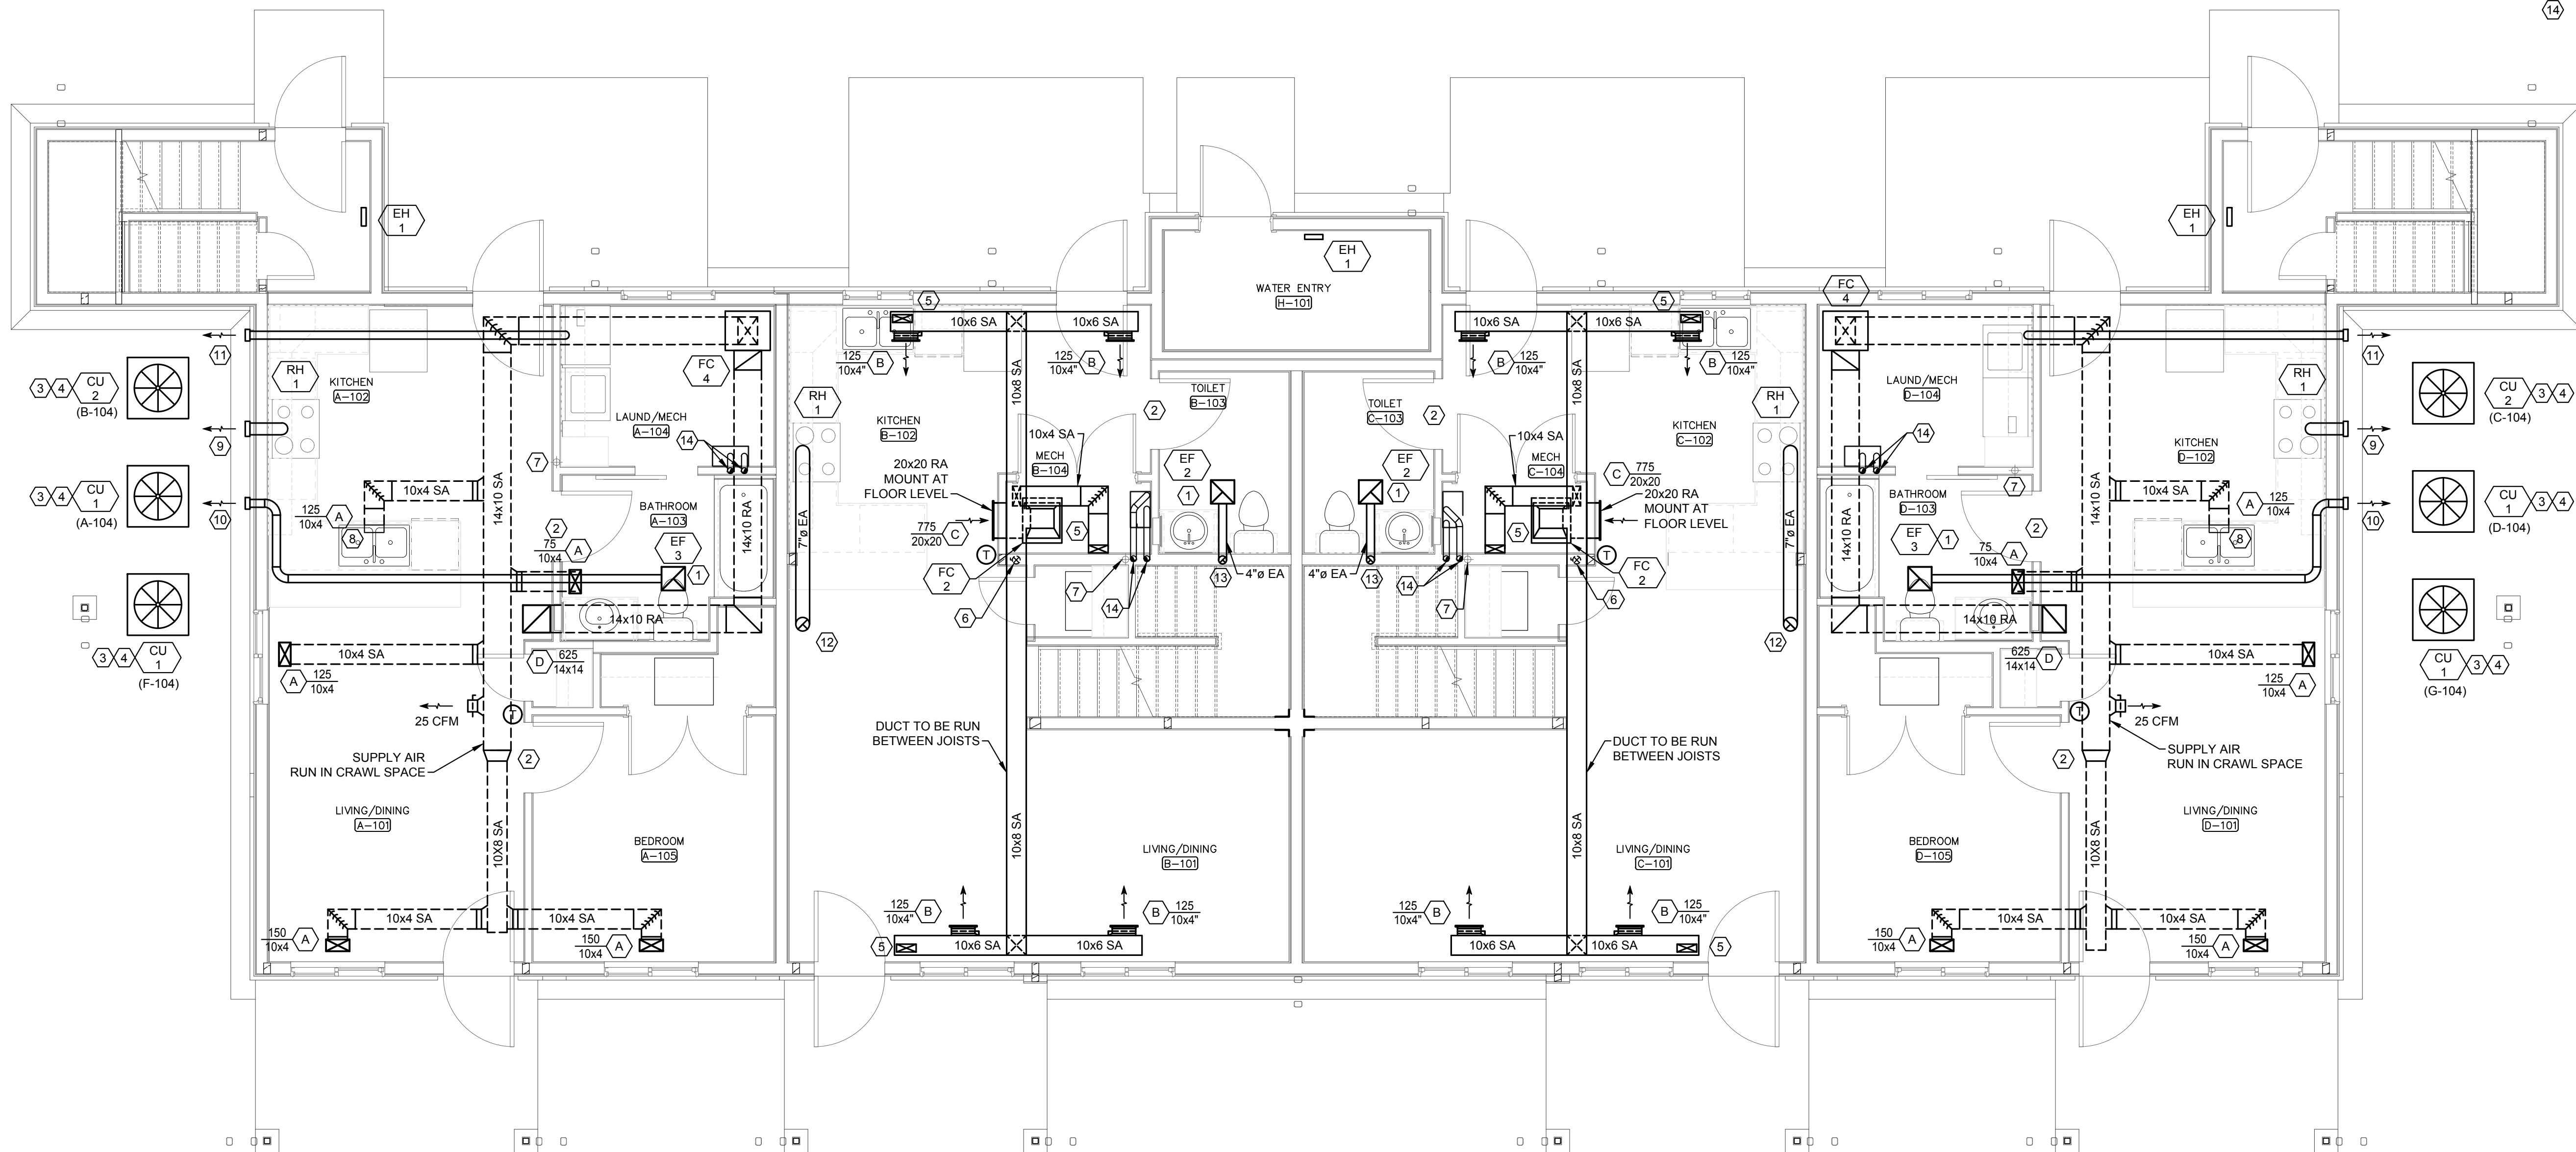 14
EH
1
EH
1
EH
1
WATER ENTRY
H-101
11
3
4
CU
2
(B-104)
9
3
4
CU
1
(A-104)
10
3
4
CU
1
(F-104)
RH
1
KITCHEN
A-102
14x10 SA
10x4 SA
125
10x4
A
8
FC
4
LAUND/MECH
A-104
14
7
BATHROOM
A-103
2
75
10x4
A
EF
3
1
14x10 RA
14x10 RA
D
625
14x14
10x4 SA
A
125
10x4
25 CFM
T
SUPPLY AIR
RUN IN CRAWL SPACE
2
LIVING/DINING
A-101
10X8 SA
BEDROOM
A-105
10x4 SA
10x4 SA
150
10x4
A
150
10x4
A
5
10x6 SA
10x6 SA
125
10x4"
B
125
10x4"
B
10x8 SA
RH
1
KITCHEN
B-102
7"ø EA
12
10x4 SA
MECH
B-104
20x20 RA
MOUNT AT
FLOOR LEVEL
775
20x20
C
T
FC
2
6
5
7
14
2
TOILET
B-103
EF
2
1
13
4"ø EA
DUCT TO BE RUN
BETWEEN JOISTS
10x8 SA
LIVING/DINING
B-101
125
10x4"
B
B
125
10x4"
5
10x6 SA
10x6 SA
10x6 SA
10x6 SA
5
B
125
10x4"
B
125
10x4"
10x8 SA
TOILET
C-103
2
EF
2
1
4"ø EA
13
14
7
10x4 SA
MECH
C-104
5
C
775
20x20
20x20 RA
MOUNT AT
FLOOR LEVEL
T
FC
2
6
KITCHEN
C-102
RH
1
7"ø EA
12
DUCT TO BE RUN
BETWEEN JOISTS
10x8 SA
LIVING/DINING
C-101
125
10x4"
B
B
125
10x4"
10x6 SA
10x6 SA
5
FC
4
LAUND/MECH
D-104
14
7
14x10 RA
BATHROOM
D-103
EF
3
1
2
75
10x4
A
14x10 RA
625
14x14
D
14x10 SA
RH
1
KITCHEN
D-102
10x4 SA
A
125
10x4
8
10x4 SA
125
10x4
A
T
25 CFM
SUPPLY AIR
RUN IN CRAWL SPACE
2
LIVING/DINING
D-101
10X8 SA
BEDROOM
D-105
10x4 SA
10x4 SA
150
10x4
A
150
10x4
A
11
CU
2
3
4
(C-104)
9
CU
1
3
4
(D-104)
10
CU
1
3
4
(G-104)